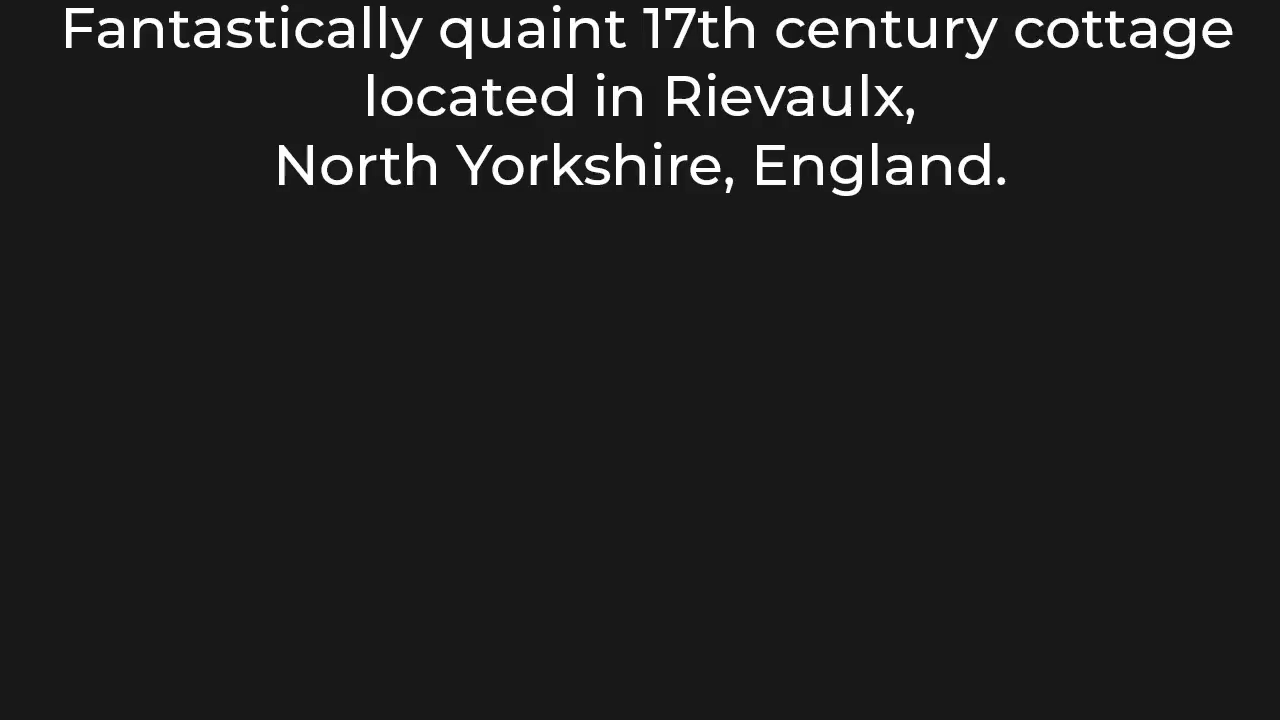 Fantastically quaint 17th century cottage
located in Rievaulx,
North Yorkshire, England.